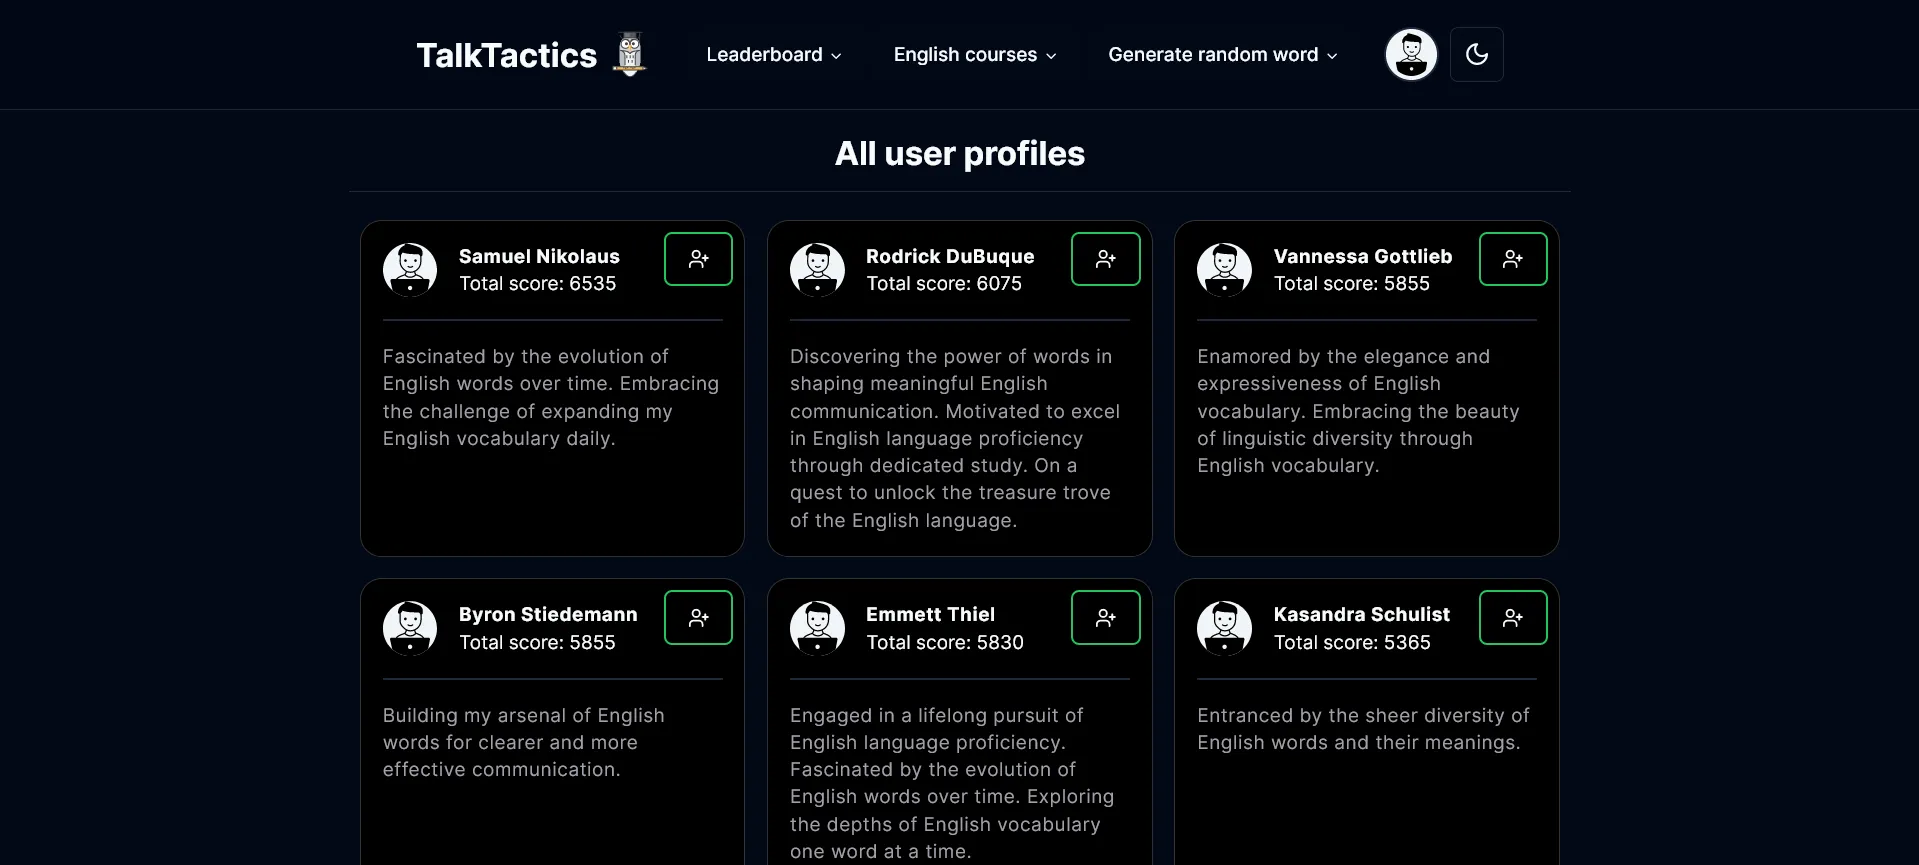 TalkTactics
Leaderboard
English courses
Generate random word
All user profiles
Samuel Nikolaus
Total score: 6535
Fascinated by the evolution of
English words over time. Embracing
the challenge of expanding my
English vocabulary daily.
Rodrick DuBuque
Total score: 6075
Discovering the power of words in
shaping meaningful English
communication. Motivated to excel
in English language proficiency
through dedicated study. On a
quest to unlock the treasure trove
of the English language.
Vannessa Gottlieb
Total score: 5855
Enamored by the elegance and
expressiveness of English
vocabulary. Embracing the beauty
of linguistic diversity through
English vocabulary.
Byron Stiedemann
Total score: 5855
Building my arsenal of English
words for clearer and more
effective communication.
Emmett Thiel
Total score: 5830
Engaged in a lifelong pursuit of
English language proficiency.
Fascinated by the evolution of
English words over time. Exploring
the depths of English vocabulary
one word at a time.
Kasandra Schulist
Total score: 5365
Entranced by the sheer diversity of
English words and their meanings.